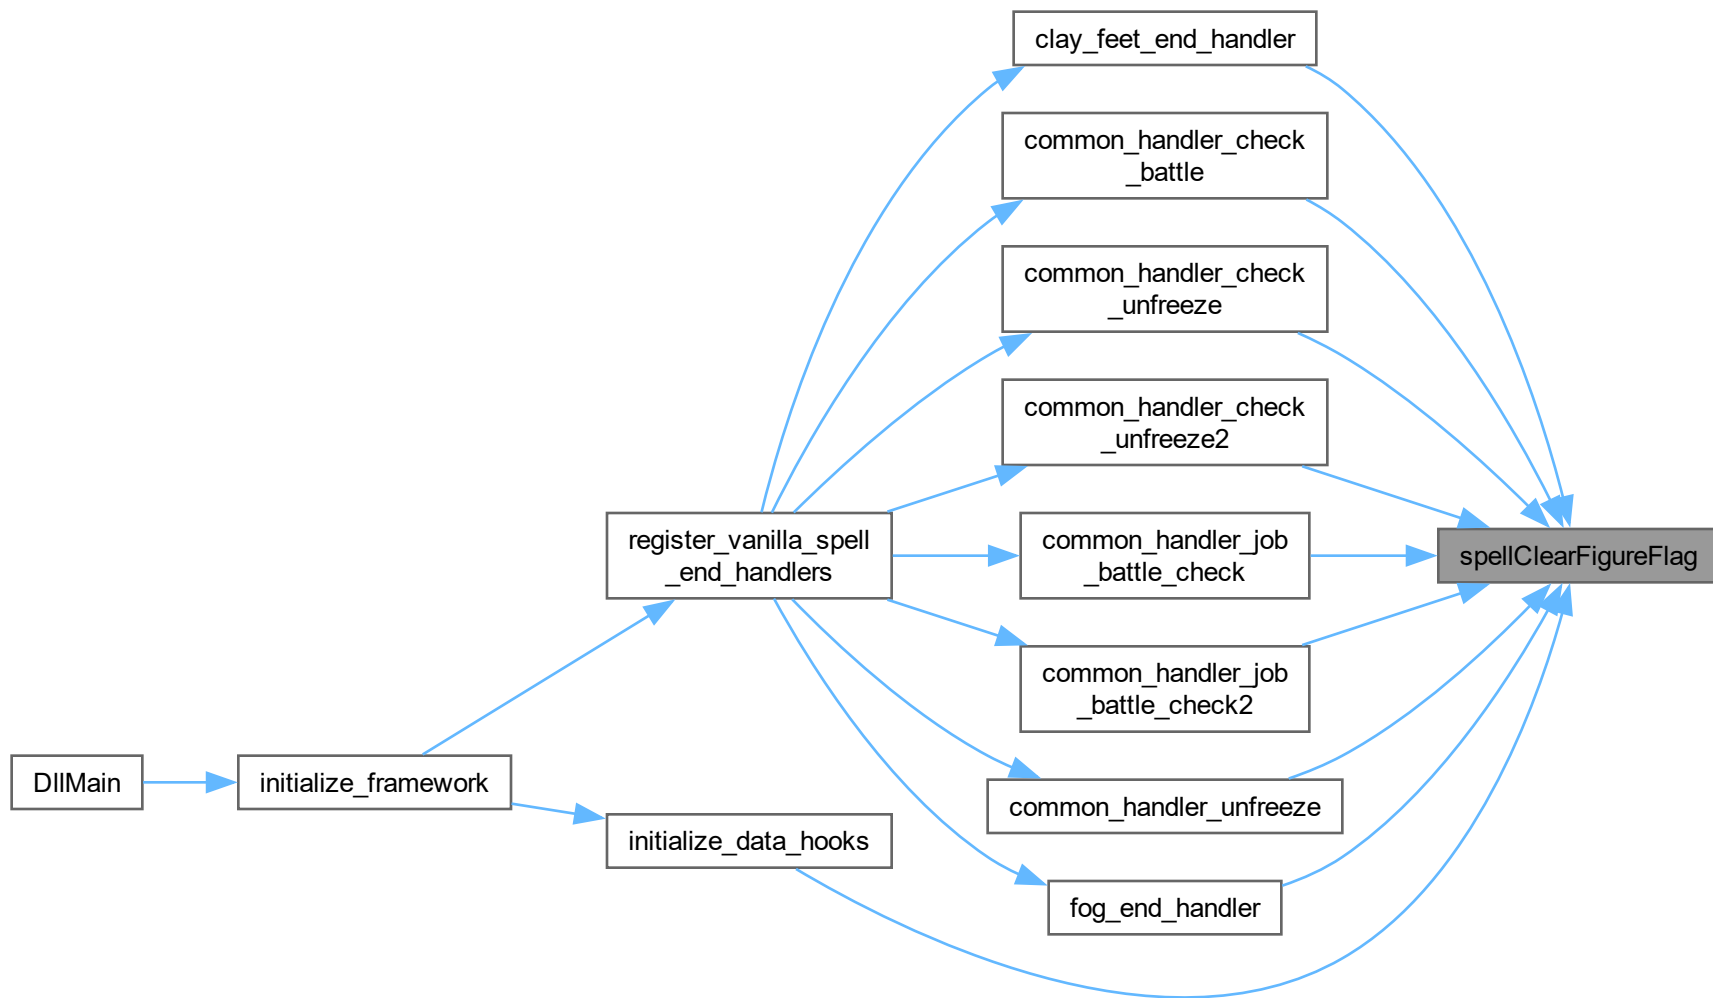 clay_feet_end_handler
common_handler_check
_battle
common_handler_check
_unfreeze
common_handler_check
_unfreeze2
register_vanilla_spell
_end_handlers
common_handler_job
_battle_check
spellClearFigureFlag
common_handler_job
_battle_check2
DllMain
initialize_framework
common_handler_unfreeze
initialize_data_hooks
fog_end_handler